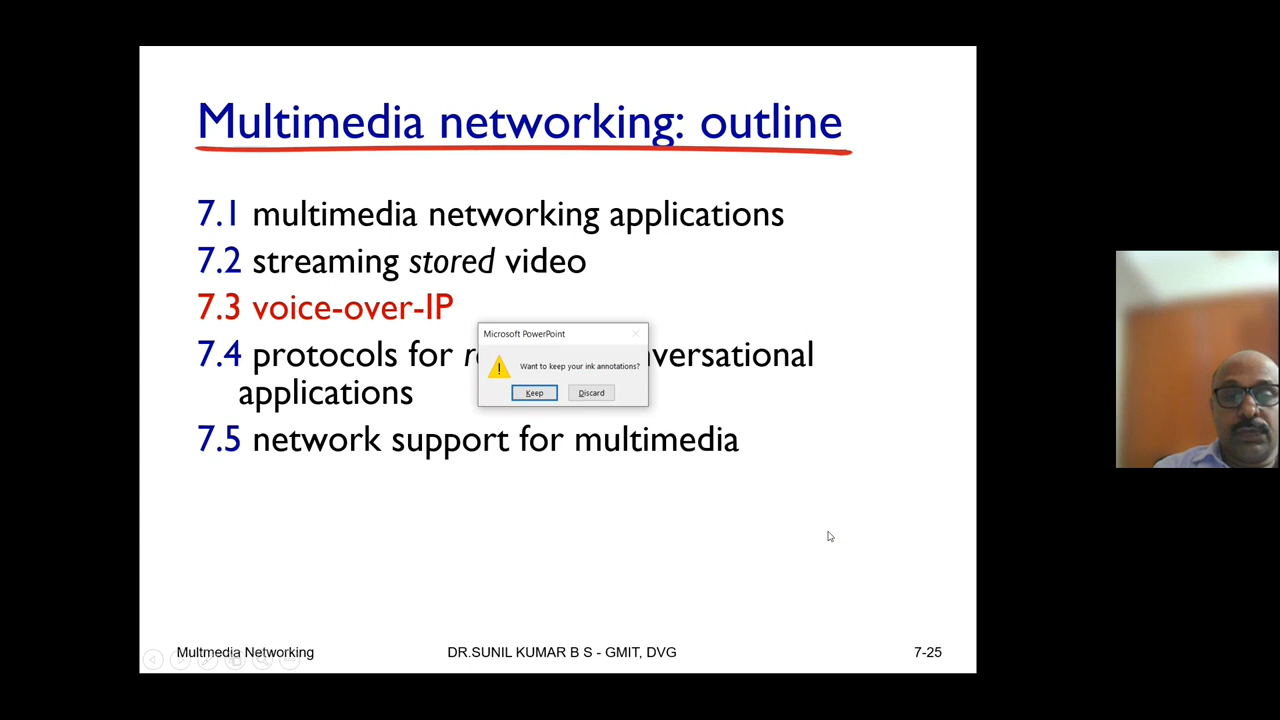 Multimedia networking: outline
7.1 multimedia networking applications
7.2 streaming stored video
7.3 voice-over-IP
Microsoft PowerPoint
7.4 protocols for
Want to keep your ink annotations?
Keep Discard
applications
7.5 network support for multimedia
Multmedia Networking DR.SUNIL KUMAR B S - GMIT, DVG 7-25